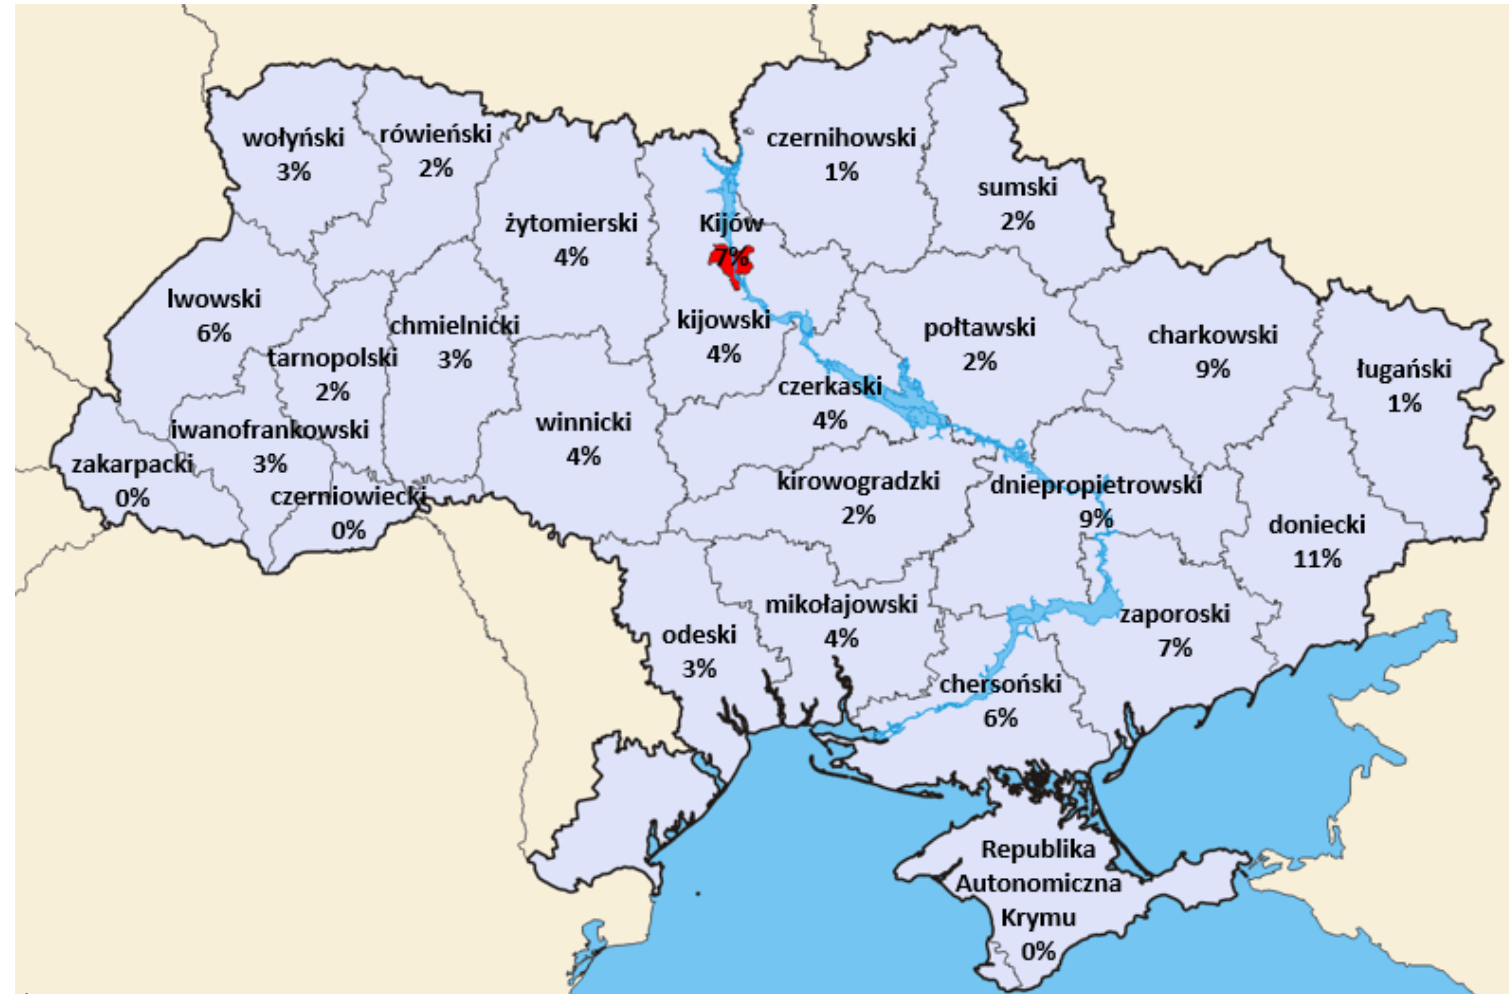 wołyński
3%
rówieński
2%
żytomierski
4%
Kijów
7%
czernihowski
1%
sumski
2%
lwowski
6%
tarnopolski
2%
chmielnicki
3%
kijowski
4%
czerkaski
4%
połtawski
2%
charkowski
9%
ługański
1%
zakarpacki
0%
iwanofrankowski
3%
czerniowiecki
0%
winnicki
4%
kirowogradzki
2%
dniepropietrowski
9%
doniecki
11%
odeski
3%
mikołajowski
4%
chersoński
6%
zaporoski
7%
Republika
Autonomiczna
Krymu
0%